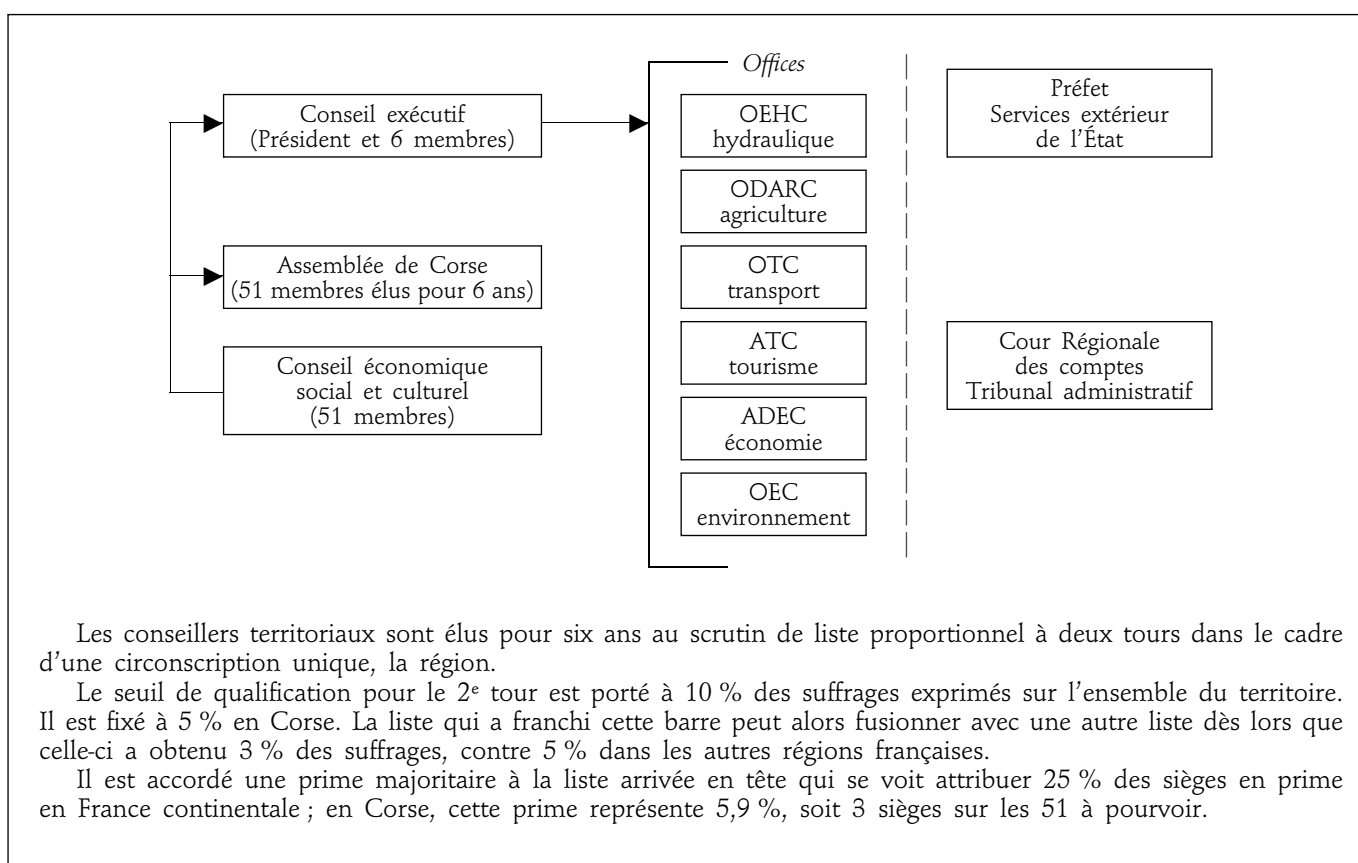 Conseil exécutif
(Président et 6 membres)
Assemblée de Corse
(51 membres élus pour 6 ans)
Conseil économique
social et culturel
(51 membres)
Offices
OEHC
hydraulique
ODARC
agriculture
OTC
transport
ATC
tourisme
ADEC
économie
OEC
environnement
Préfet
Services extérieur
de l'État
Cour Régionale
des comptes
Tribunal administratif
Les conseillers territoriaux sont élus pour six ans au scrutin de liste proportionnel à deux tours dans le cadre
d'une circonscription unique, la région.
Le seuil de qualification pour le 2e tour est porté à 10 % des suffrages exprimés sur l'ensemble du territoire.
Il est fixé à 5 % en Corse. La liste qui a franchi cette barre peut alors fusionner avec une autre liste dès lors que
celle-ci a obtenu 3 % des suffrages, contre 5 % dans les autres régions françaises.
Il est accordé une prime majoritaire à la liste arrivée en tête qui se voit attribuer 25 % des sièges en prime
en France continentale ; en Corse, cette prime représente 5,9 %, soit 3 sièges sur les 51 à pourvoir.